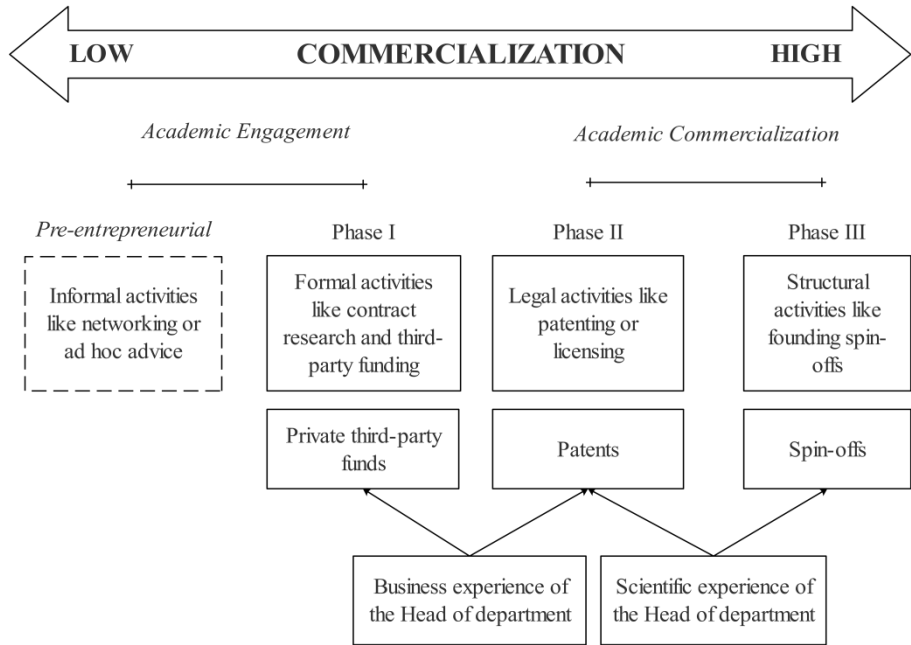 LOW COMMERCIALIZATION HIGH
Academic Engagement
Academic Commercialization
Pre-entrepreneurial
Informal activities
like networking or
ad hoc advice
Phase I
Formal activities
like contract
research and third-
party funding
Phase II
Legal activities like
patenting or
licensing
Phase III
Structural
activities like
founding spin-
offs
Private third-party
funds
Patents
Spin-offs
Business experience of
the Head of department
Scientific experience of
the Head of department